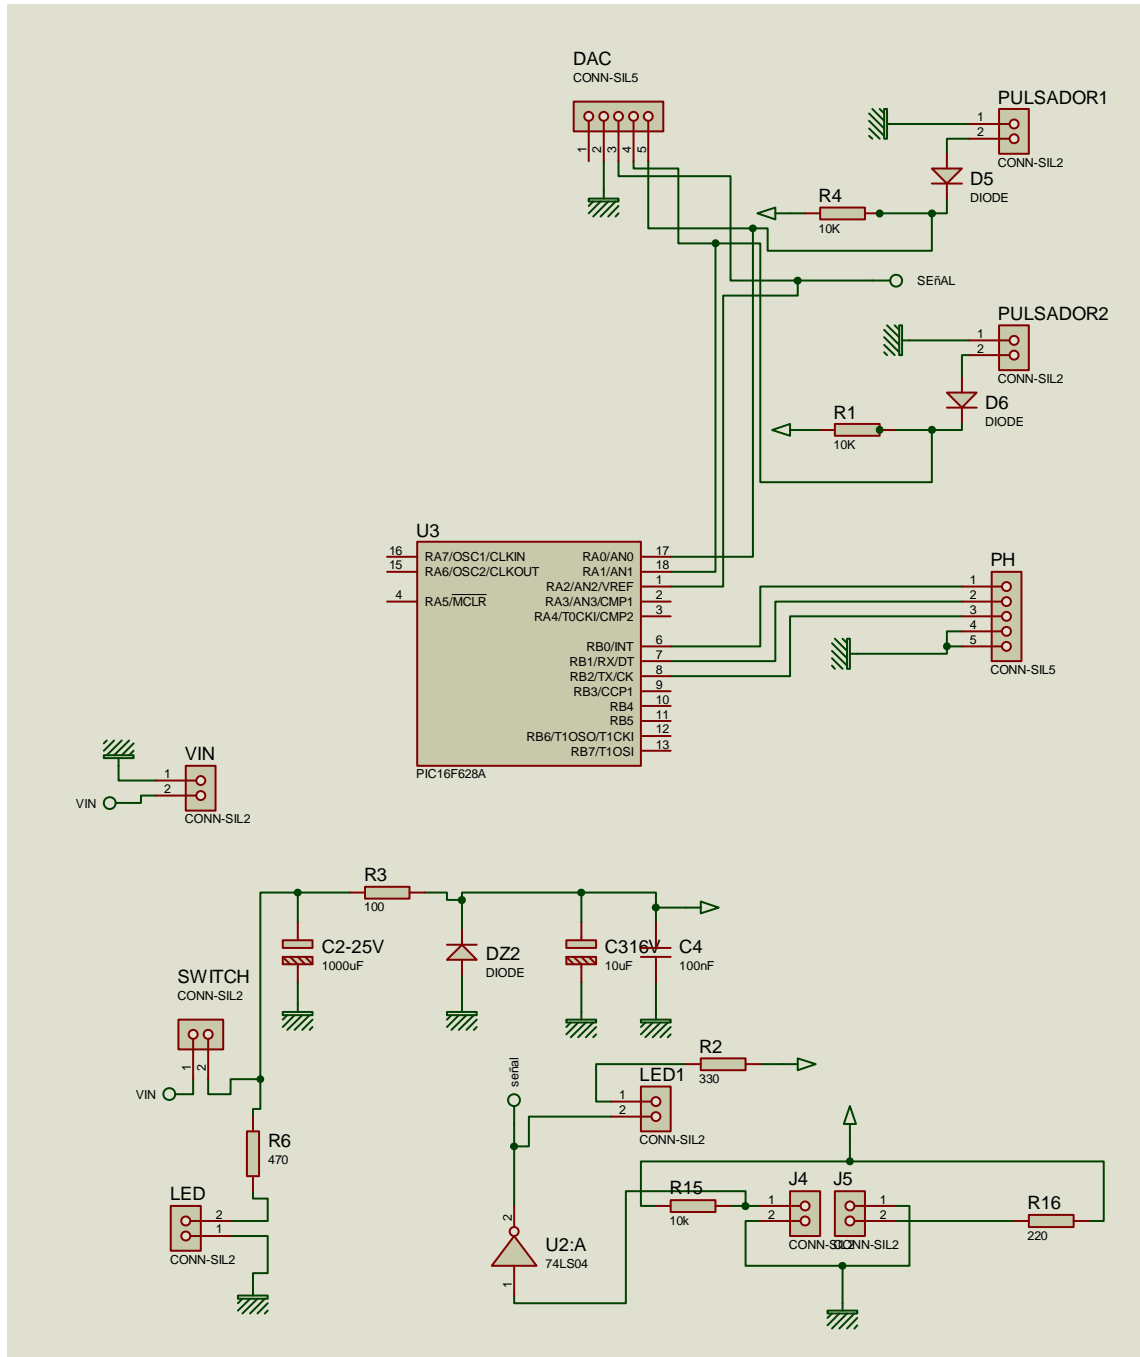 DAC
CONN-SIL5
1
2
3
4
5
PULSADOR1
1
2
CONN-SIL2
D5
DIODE
R4
10K
SEñAL
PULSADOR2
1
2
CONN-SIL2
D6
DIODE
R1
10K
U3
16 RA7/OSC1/CLKIN RA0/AN0 17
15 RA6/OSC2/CLKOUT RA1/AN1 18
RA2/AN2/VREF 1
4 RA5/MCLR RA3/AN3/CMP1 2
RA4/T0CKI/CMP2 3
RB0/INT 6
RB1/RX/DT 7
RB2/TX/CK 8
RB3/CCP1 9
RB4 10
RB5 11
RB6/T1OSO/T1CKI 12
RB7/T1OSI 13
PIC16F628A
PH
1
2
3
4
5
CONN-SIL5
VIN
1
2
VIN
CONN-SIL2
R3
100
C2-25V
1000uF
DZ2
DIODE
C316V
10uF
C4
100nF
SWITCH
CONN-SIL2
1
2
VIN
R6
470
LED
2
1
CONN-SIL2
señal
R2
330
LED1
1
2
CONN-SIL2
R15
10k
J4
1
2
CONN-SIL2
J5
1
2
CONN-SIL2
R16
220
2
U2:A
74LS04
1